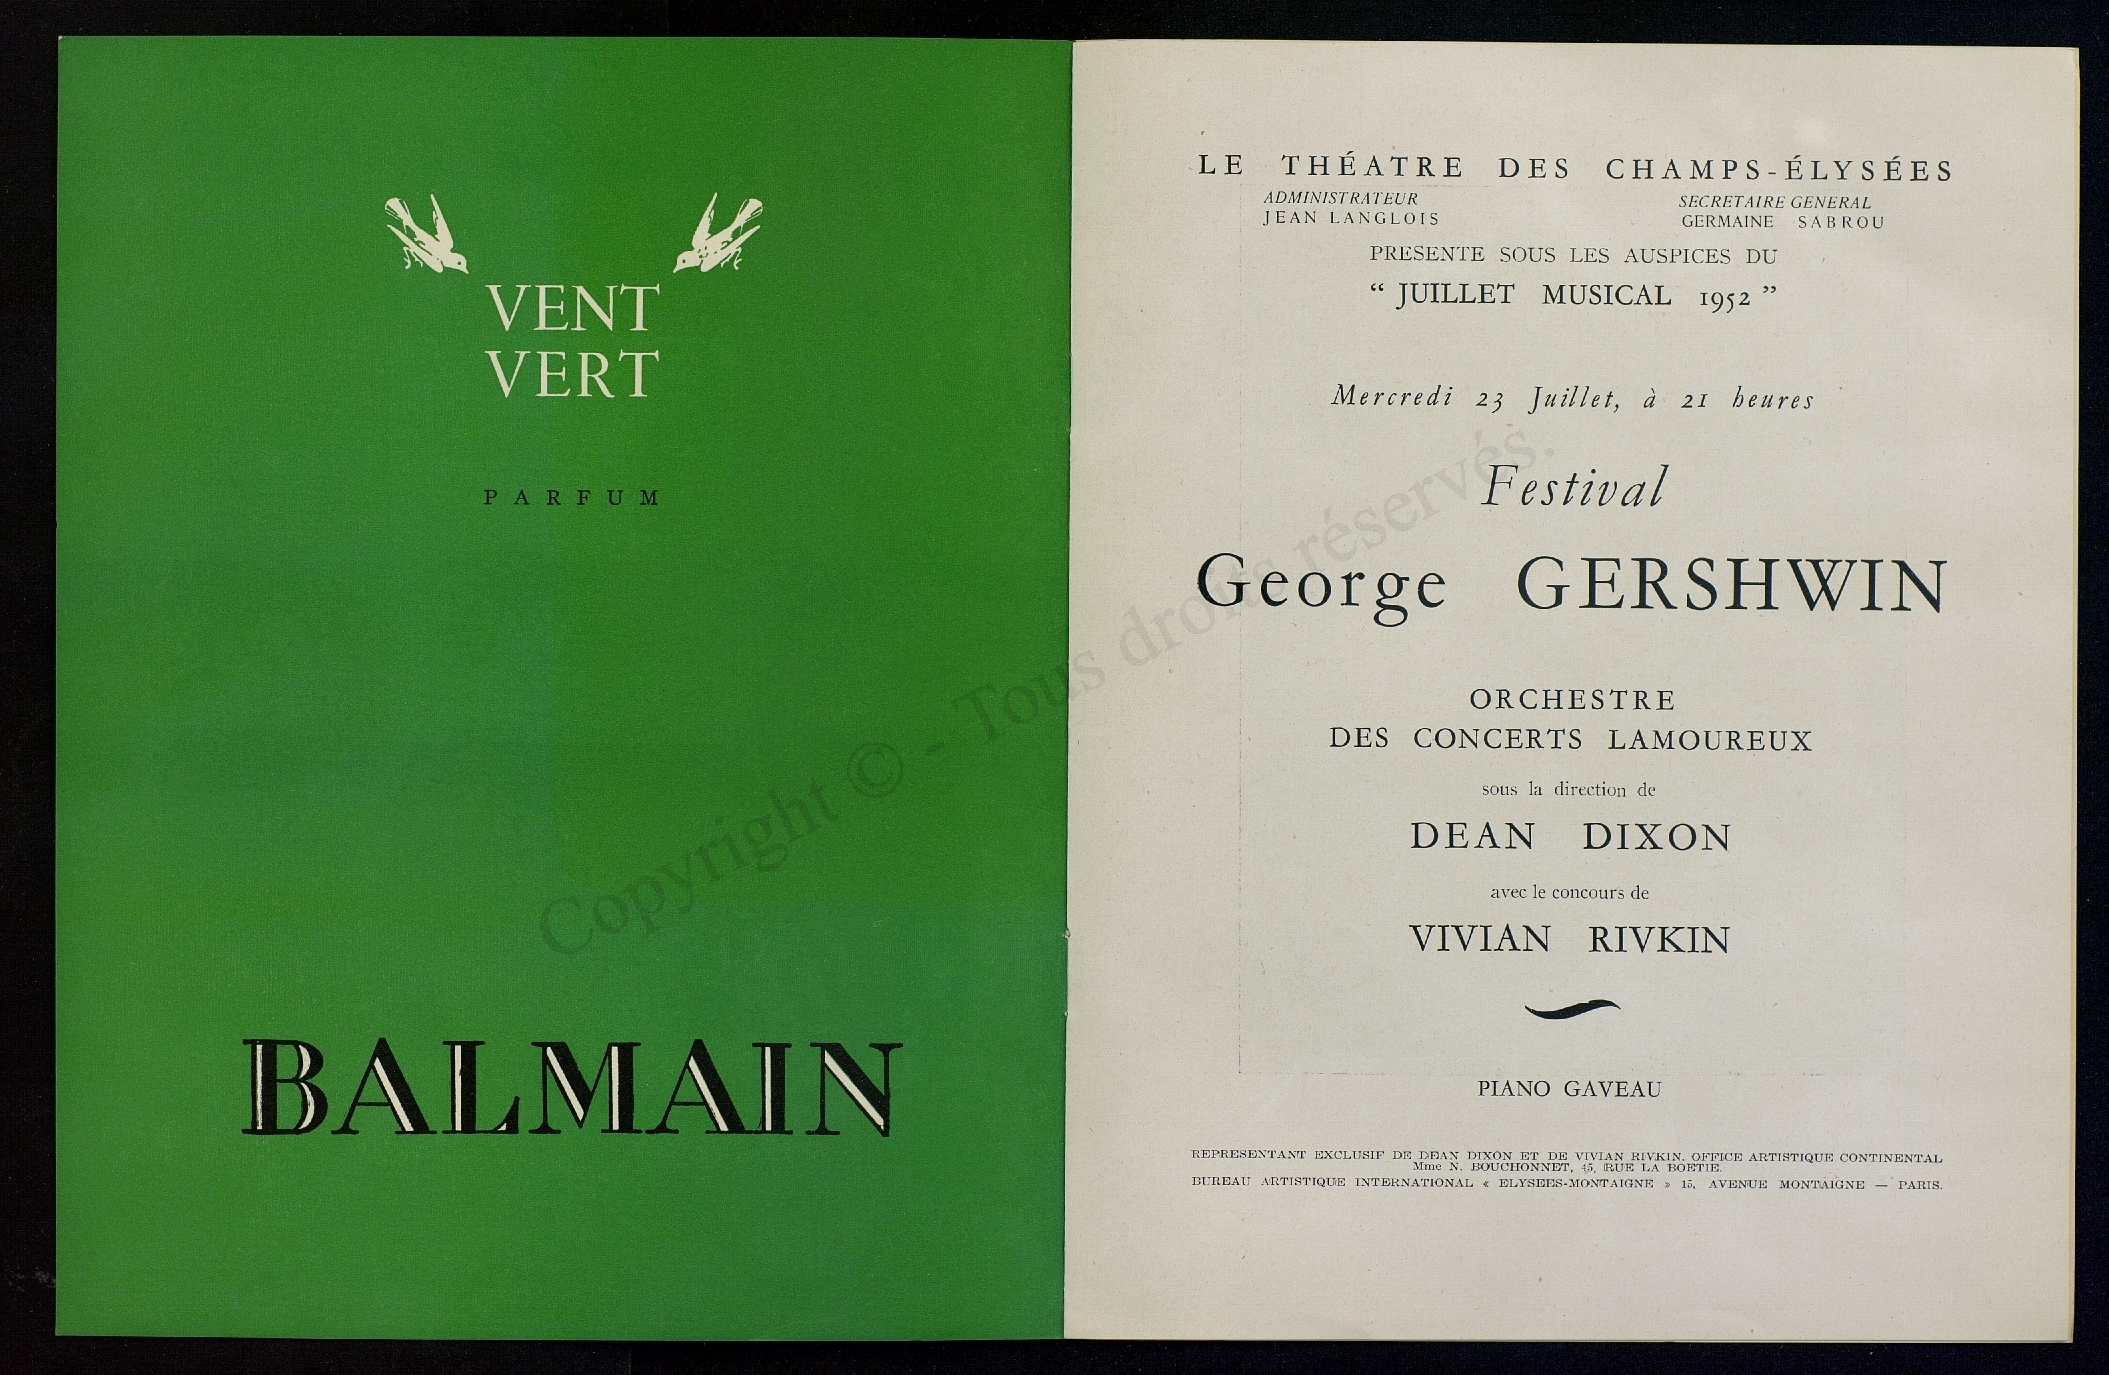 VENT
VERT
PARFUM
BALMAIN
LE THÉATRE DES CHAMPS-ÉLYSÉES
ADMINISTRATEUR SECRETAIRE GENERAL
JEAN LANGLOIS GERMAINE SABROU
PRESENTE SOUS LES AUSPICES DU
“ JUILLET MUSICAL 1952 ”
Mercredi 23 Juillet, à 21 heures
Festival
George GERSHWIN
ORCHESTRE
DES CONCERTS LAMOUREUX
sous la direction de
DEAN DIXON
avec le concours de
VIVIAN RIVKIN
PIANO GAVEAU
REPRESENTANT EXCLUSIF DE DEAN DIXON ET DE VIVIAN RIVKIN, OFFICE ARTISTIQUE CONTINENTAL
Mme N. BOUCHONNET, 45, RUE LA BOETIE.
BUREAU ARTISTIQUE INTERNATIONAL « ELYSEES-MONTAIGNE » 15, AVENUE MONTAIGNE — PARIS.
Copyright © - Tous droits réservés.